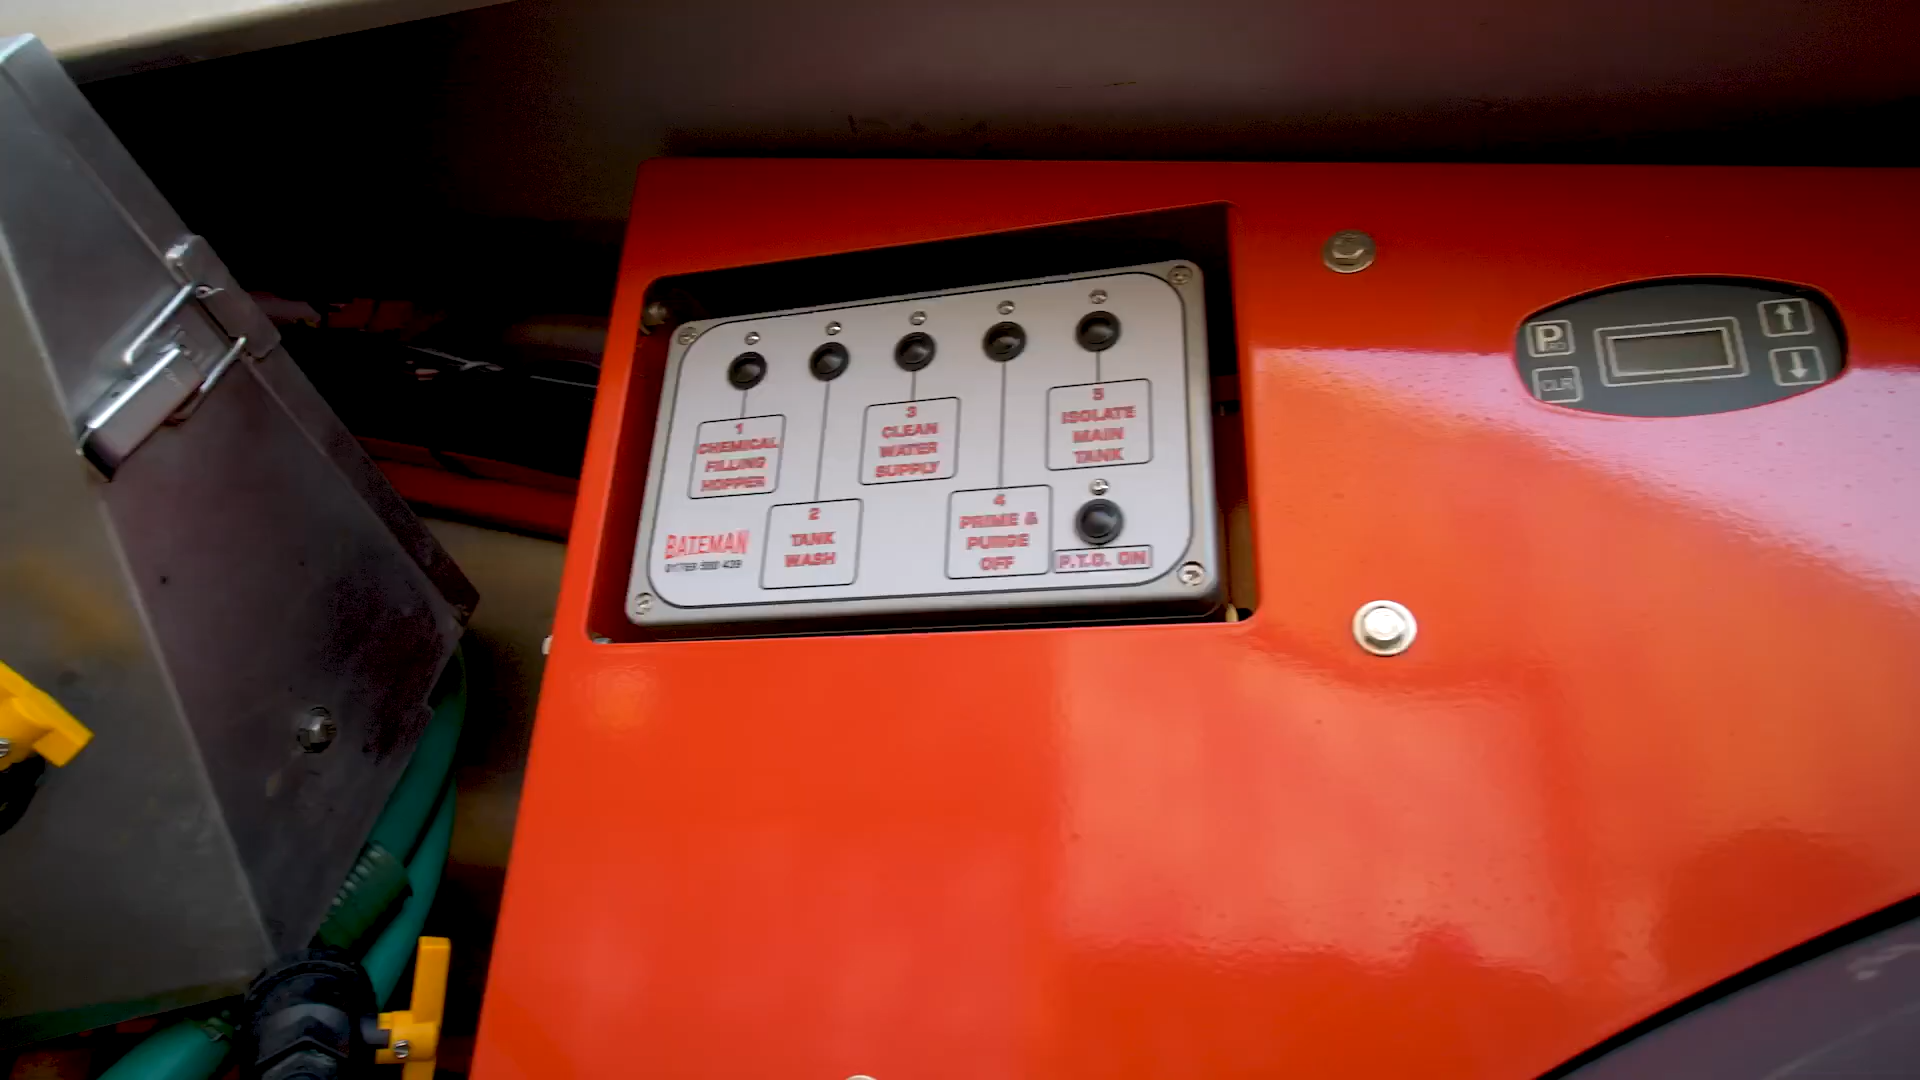 1
CHEMICAL
FILLING
HOPPER
2
TANK
WASH
3
CLEAN
WATER
SUPPLY
4
PRIME &
PURGE
OFF
5
ISOLATE
MAIN
TANK
P.T.O. ON
BATEMAN
P
CLR